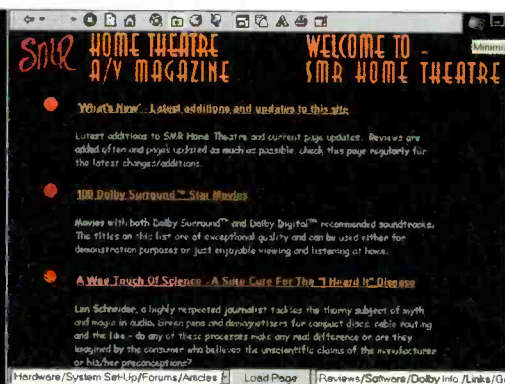 SMR HOME THEATRE
A/V MAGAZINE
WELCOME TO -
SMR HOME THEATRE
Minimi
"What's New" - Latest additions and updates to this site
Latest additions to SMR Home Theatre and current page updates. Reviews are
added often and pages updated as much as possible, check this page regularly for
the latest changes/additions.
100 Dolby Surround™ Star Movies
Movies with both Dolby Surround™ and Dolby Digital™ recommended soundtracks.
The titles on this list are of exceptional quality and can be used either for
demonstration purposes or just enjoyable viewing and listening at home.
A Wee Touch Of Science - A Sure Cure For The "I Heard It" Disease
Len Schneider, a highly respected journalist tackles the thorny subject of myth
and magic in audio. Green pens and demagnetisers for compact discs, cable routing
and the like - do any of these processes make any real difference or are they
imagined by the consumer who believes the unscientific claims of the manufacturer
or his/her preconceptions?
Hardware/System Set-Up/Forums/Articles
Load Page
Reviews/Software/Dolby Info /Links/G